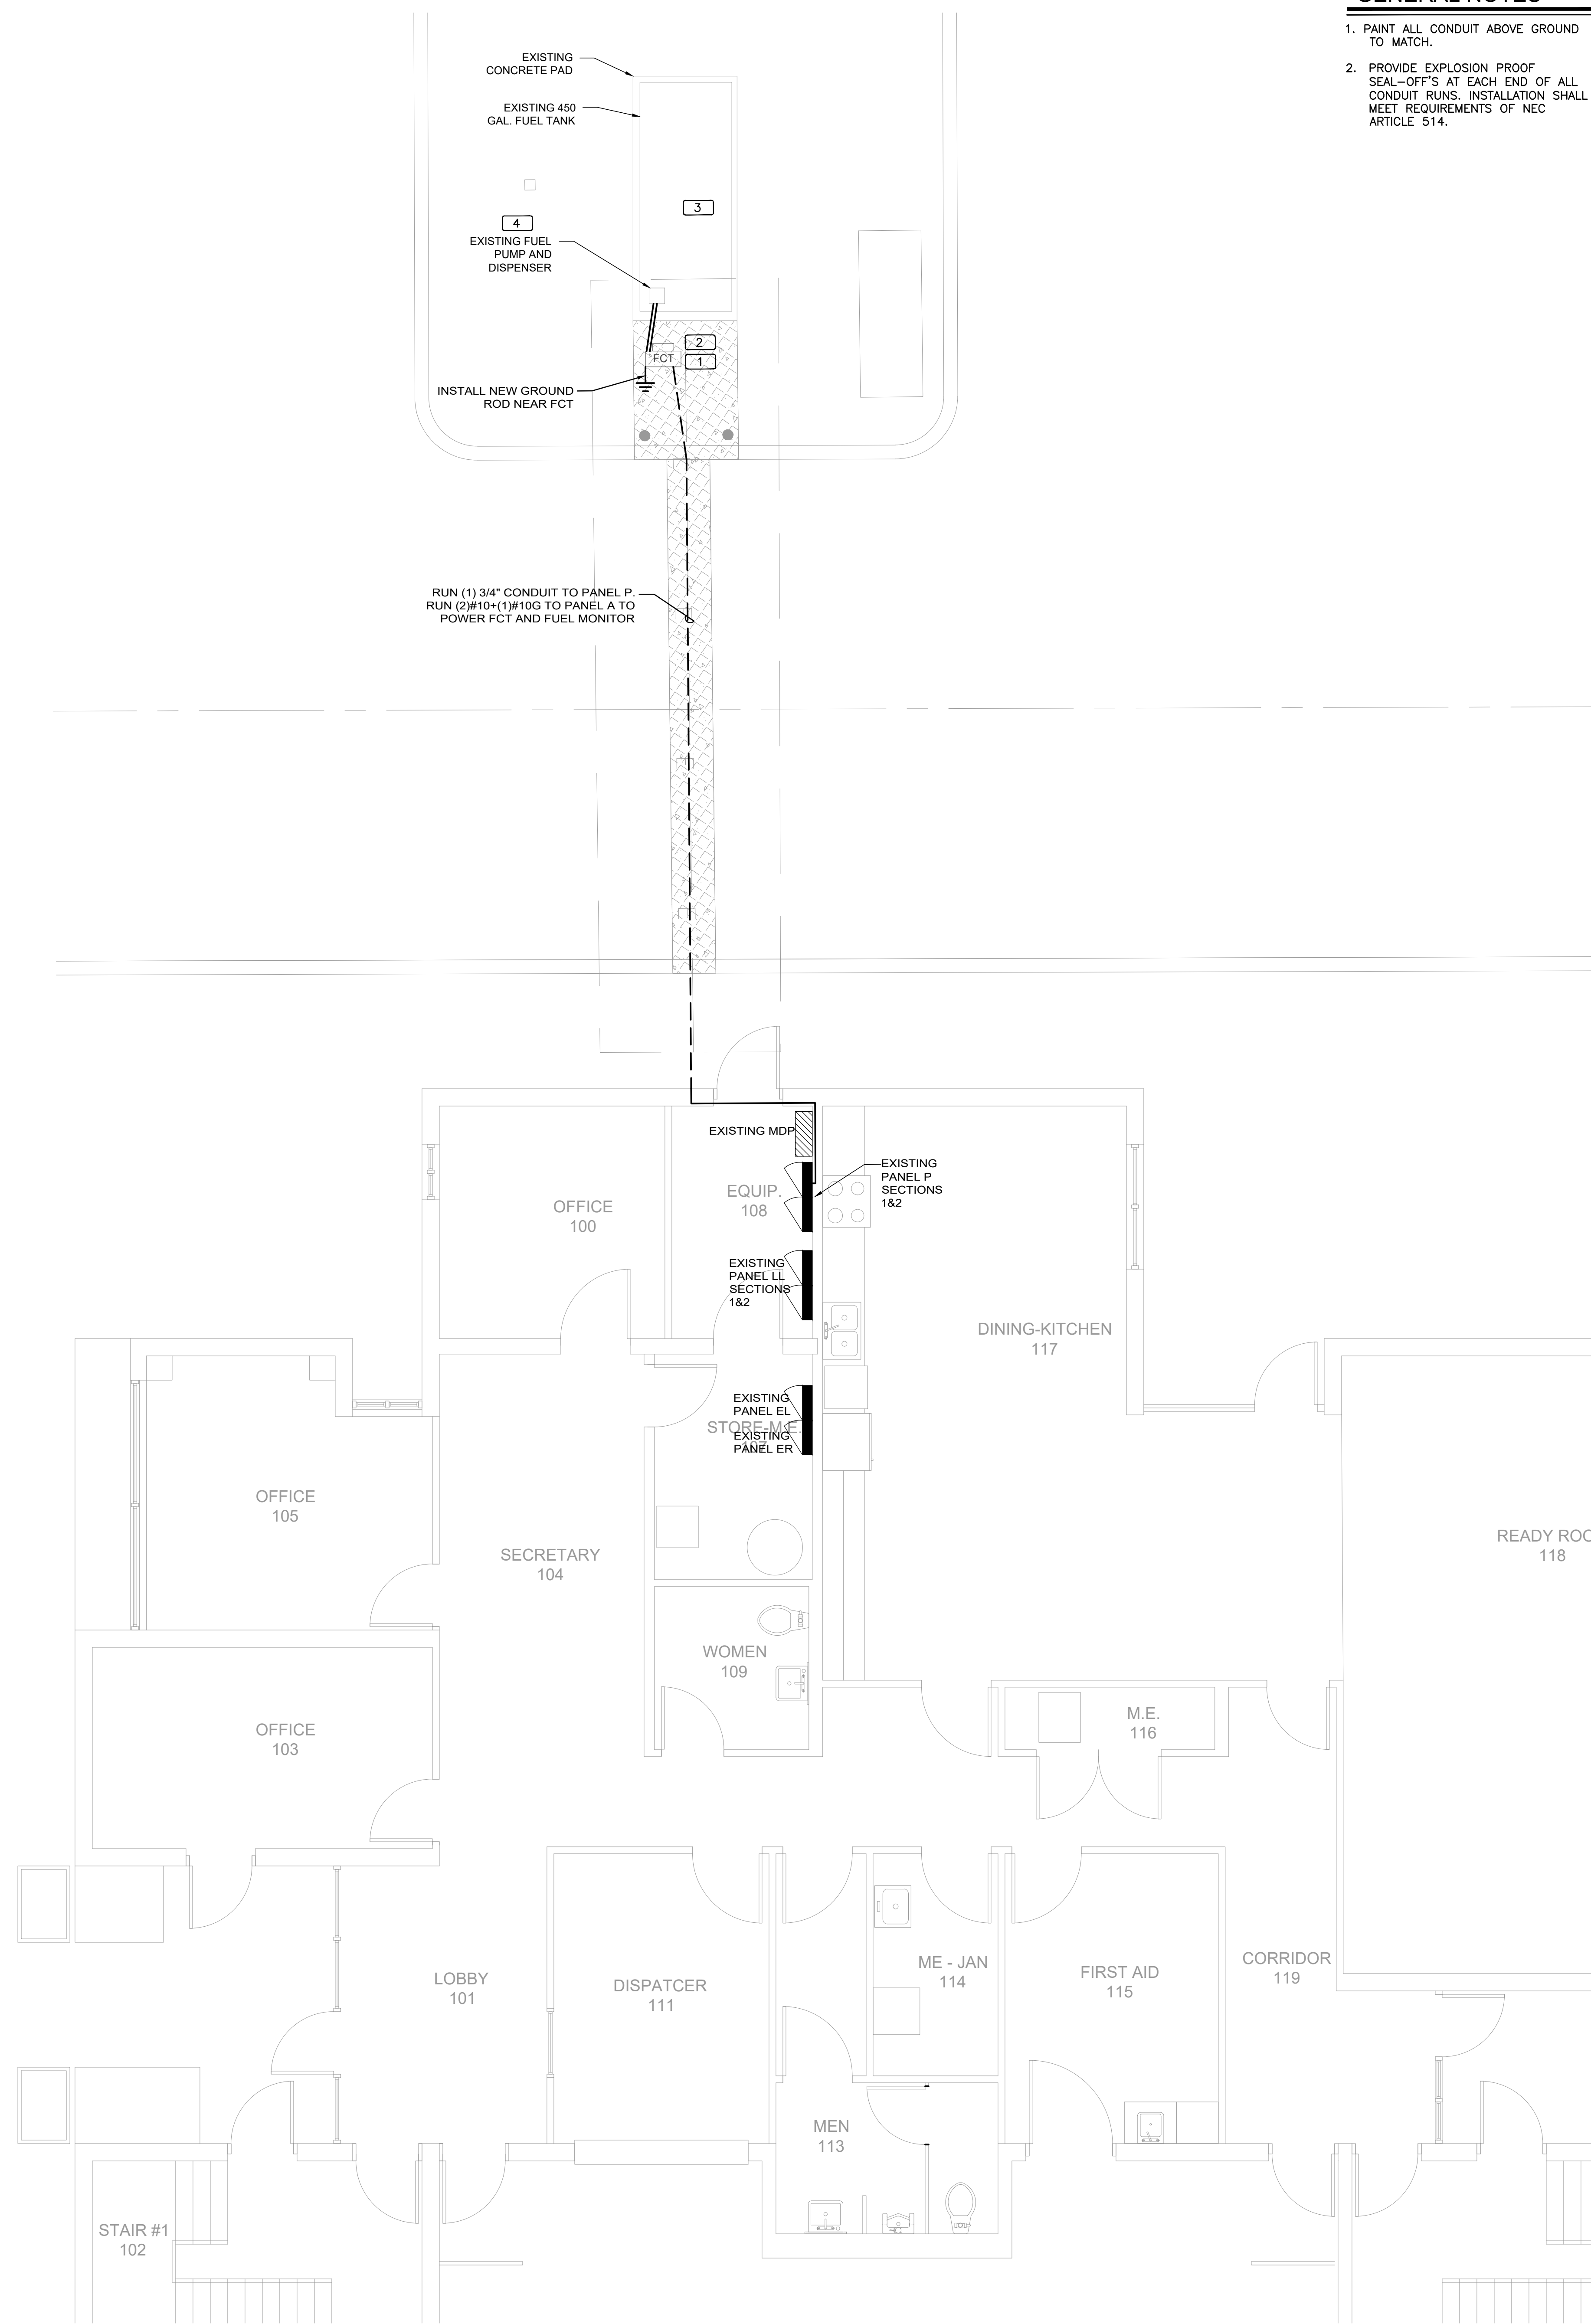 GENERAL NOTES
1. PAINT ALL CONDUIT ABOVE GROUND
TO MATCH.
2. PROVIDE EXPLOSION PROOF
SEAL-OFF'S AT EACH END OF ALL
CONDUIT RUNS. INSTALLATION SHALL
MEET REQUIREMENTS OF NEC
ARTICLE 514.
EXISTING
CONCRETE PAD
EXISTING 450
GAL. FUEL TANK
3
4
EXISTING FUEL
PUMP AND
DISPENSER
2
FCT
1
INSTALL NEW GROUND
ROD NEAR FCT
RUN (1) 3/4" CONDUIT TO PANEL P.
RUN (2)#10+(1)#10G TO PANEL A TO
POWER FCT AND FUEL MONITOR
EXISTING MDP
EXISTING
PANEL P
SECTIONS
1&2
EQUIP.
108
OFFICE
100
EXISTING
PANEL LL
SECTIONS
1&2
DINING-KITCHEN
117
EXISTING
PANEL EL
STORE-M.E.
107
EXISTING
PANEL ER
OFFICE
105
SECRETARY
104
READY
118
WOMEN
109
OFFICE
103
M.E.
116
LOBBY
101
DISPATCER
111
ME - JAN
114
FIRST AID
115
CORRIDOR
119
MEN
113
STAIR #1
102